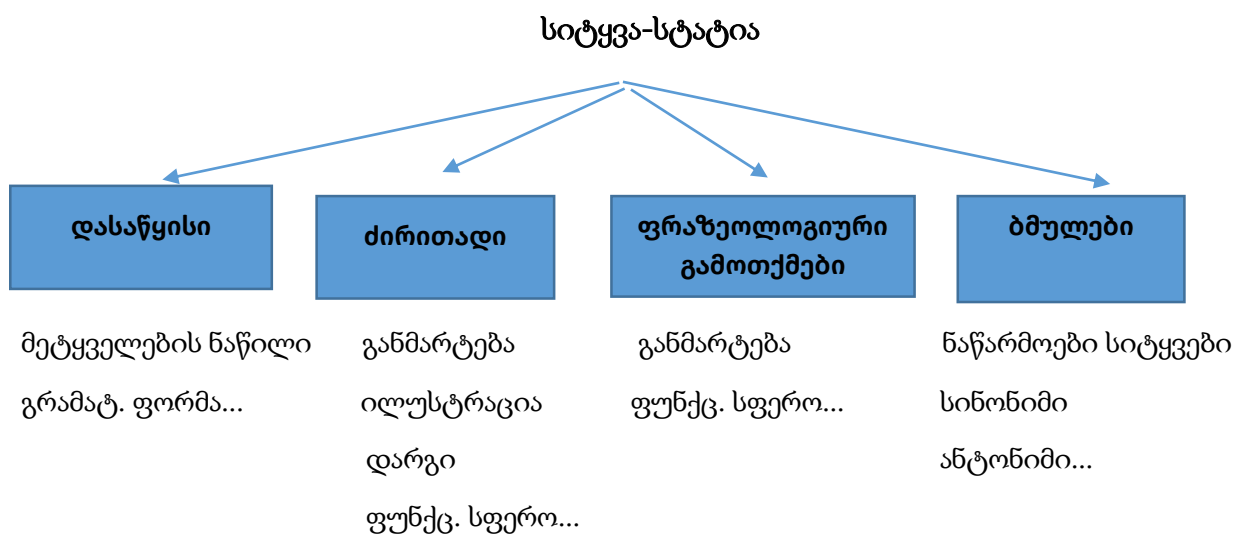 სიტყვა-სტატია
დასაწყისი
ძირითადი
ფრაზეოლოგიური
გამოთქმები
ბმულები
მეტყველების ნაწილი
გრამატ. ფორმა...
განმარტება
ილუსტრაცია
დარგი
ფუნქც. სფერო...
განმარტება
ფუნქც. სფერო...
ნაწარმოები სიტყვები
სინონიმი
ანტონიმი...